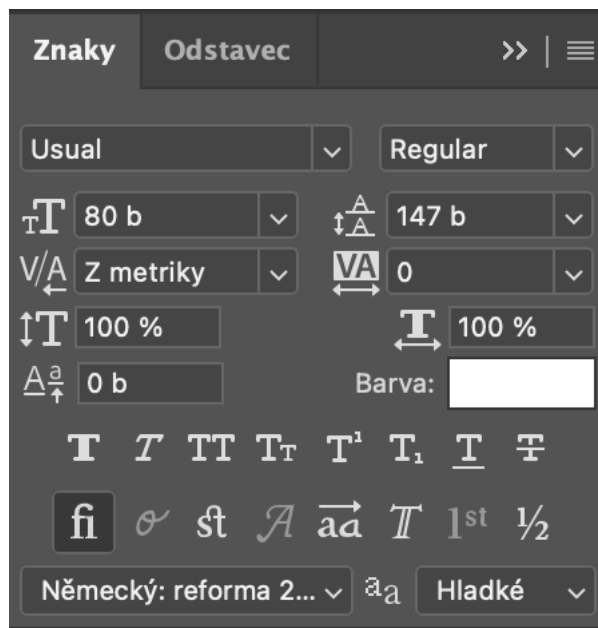 Znaky Odstavec
Usual Regular
80 b 147 b
Z metriky 0
100 % 100 %
0 b Barva:
T T TT TT T¹ T₁ T T
fi st A aa T 1st ½
Německý: reforma 2... aa Hladké